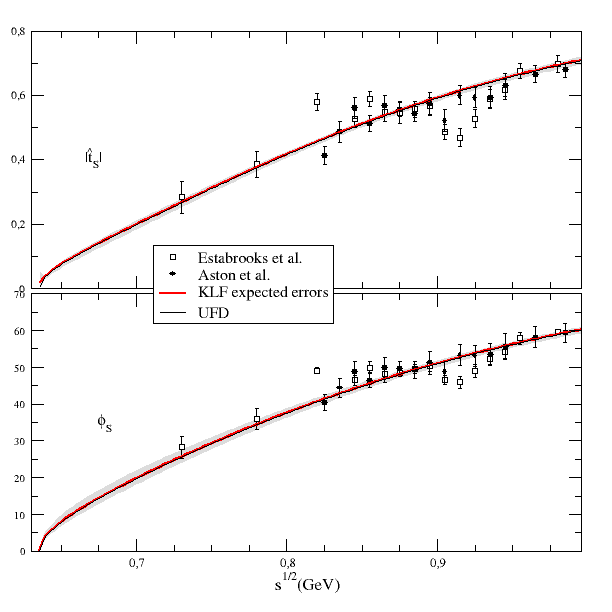 0,8
0,6
|t̂S|
0,4
0,2
0
Estabrooks et al.
Aston et al.
KLF expected errors
UFD
70
60
50
40
ϕS
30
20
10
0
0,7 0,8 0,9
s1/2(GeV)